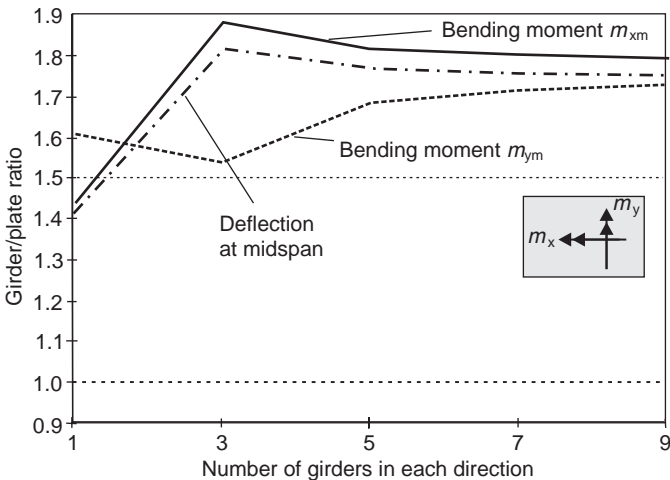 1.9
1.8
1.7
1.6
1.5
1.4
1.3
1.2
1.1
1.0
0.9
Girder/plate ratio
Bending moment mxm
Bending moment mym
Deflection
at midspan
my
mx
1 3 5 7 9
Number of girders in each direction